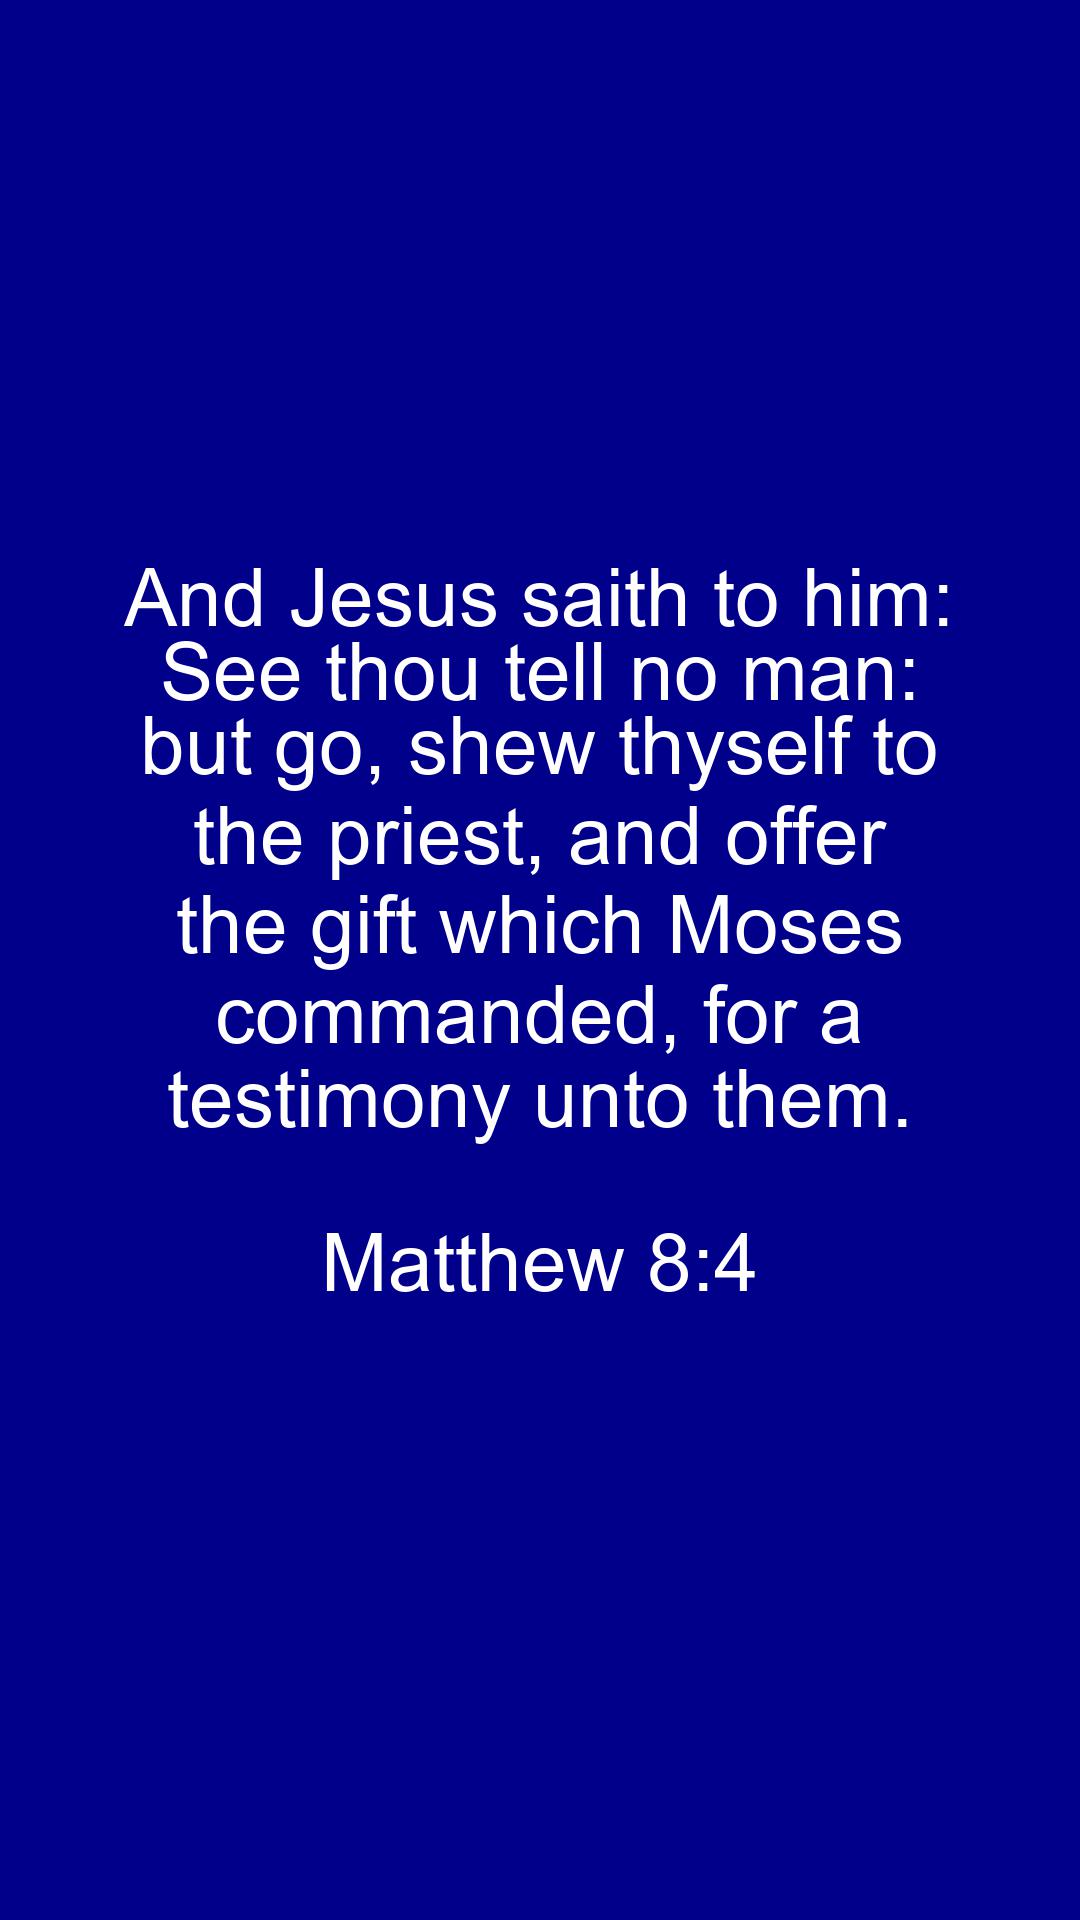 And Jesus saith to him:
See thou tell no man:
but go, shew thyself to
the priest, and offer
the gift which Moses
commanded, for a
testimony unto them.
Matthew 8:4